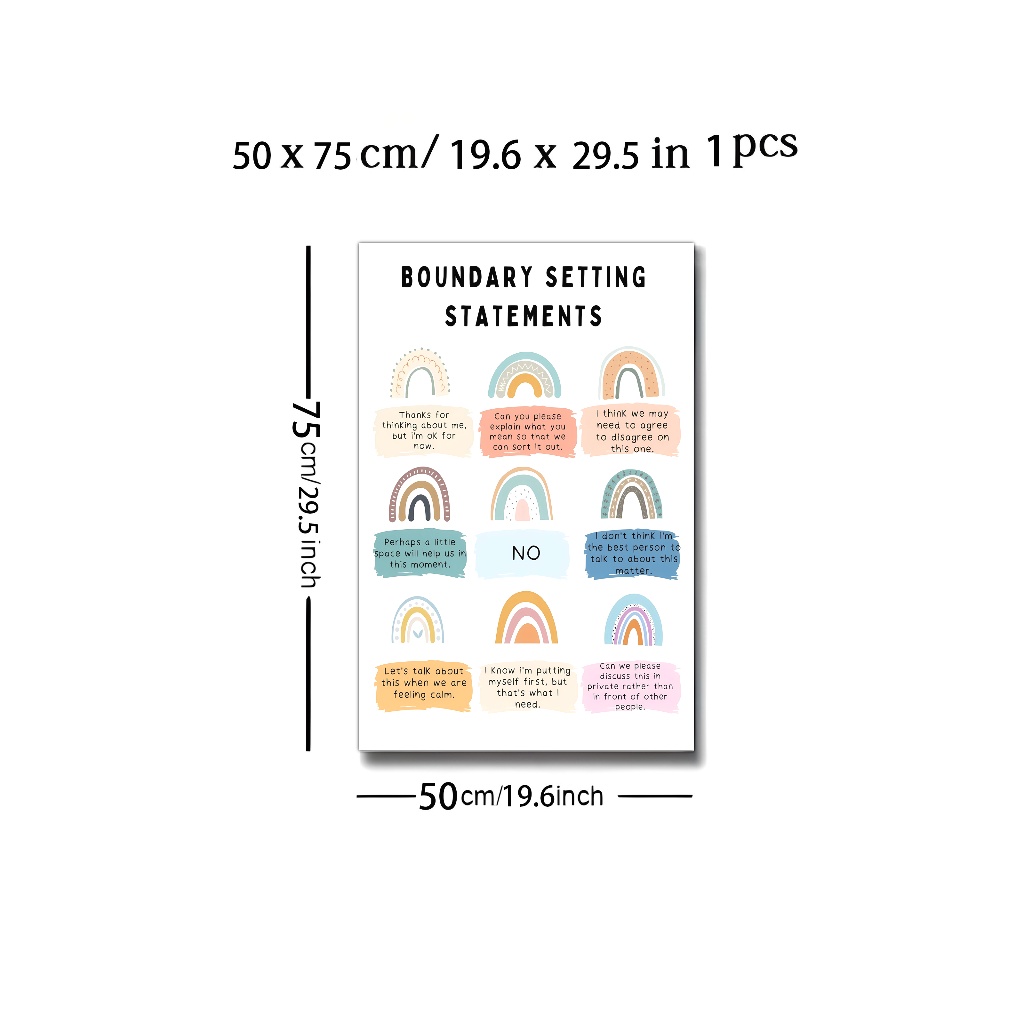 50 x 75 cm/ 19.6 x 29.5 in 1 pcs
BOUNDARY SETTING
STATEMENTS
Thanks for
thinking about me,
but i'm ok for
now.
Can you please
explain what you
mean so that we
can sort it out.
I think we may
need to agree
to disagree on
this one.
Perhaps a little
space will help us in
this moment.
NO
I don't think I'm
the best person to
talk to about this
matter.
Let's talk about
this when we are
feeling calm.
I Know i'm putting
myself first, but
that's what I
need.
Can we please
discuss this in
private rather than
in front of other
people.
75cm/29.5inch
50cm/19.6inch